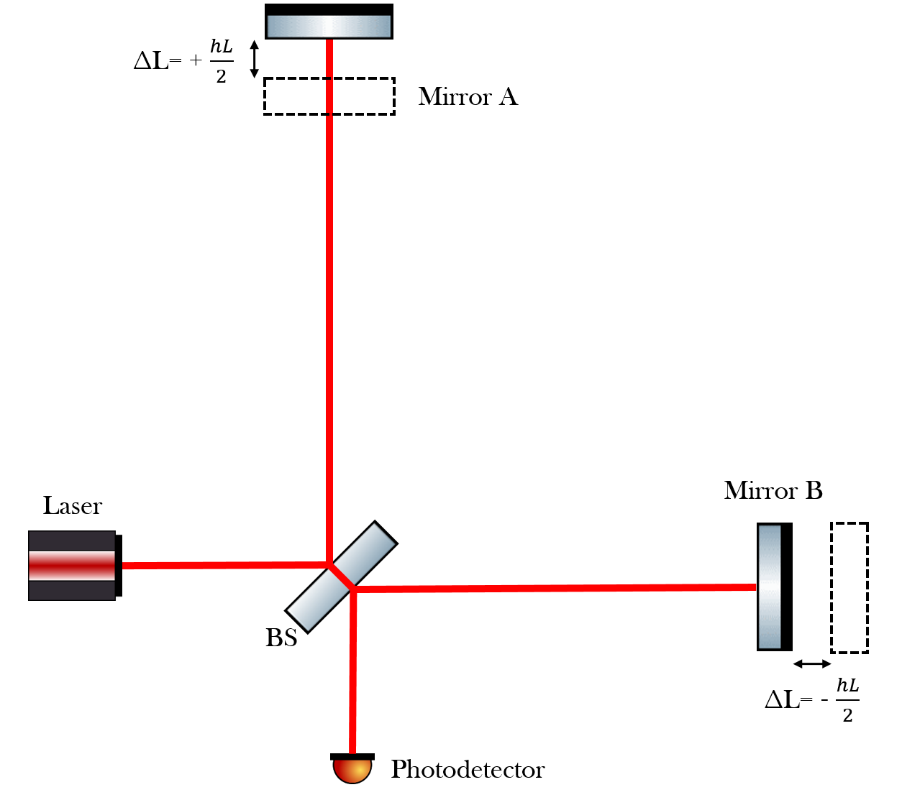 ΔL= + hL/2
Mirror A
Laser
Mirror B
BS
ΔL= - hL/2
Photodetector